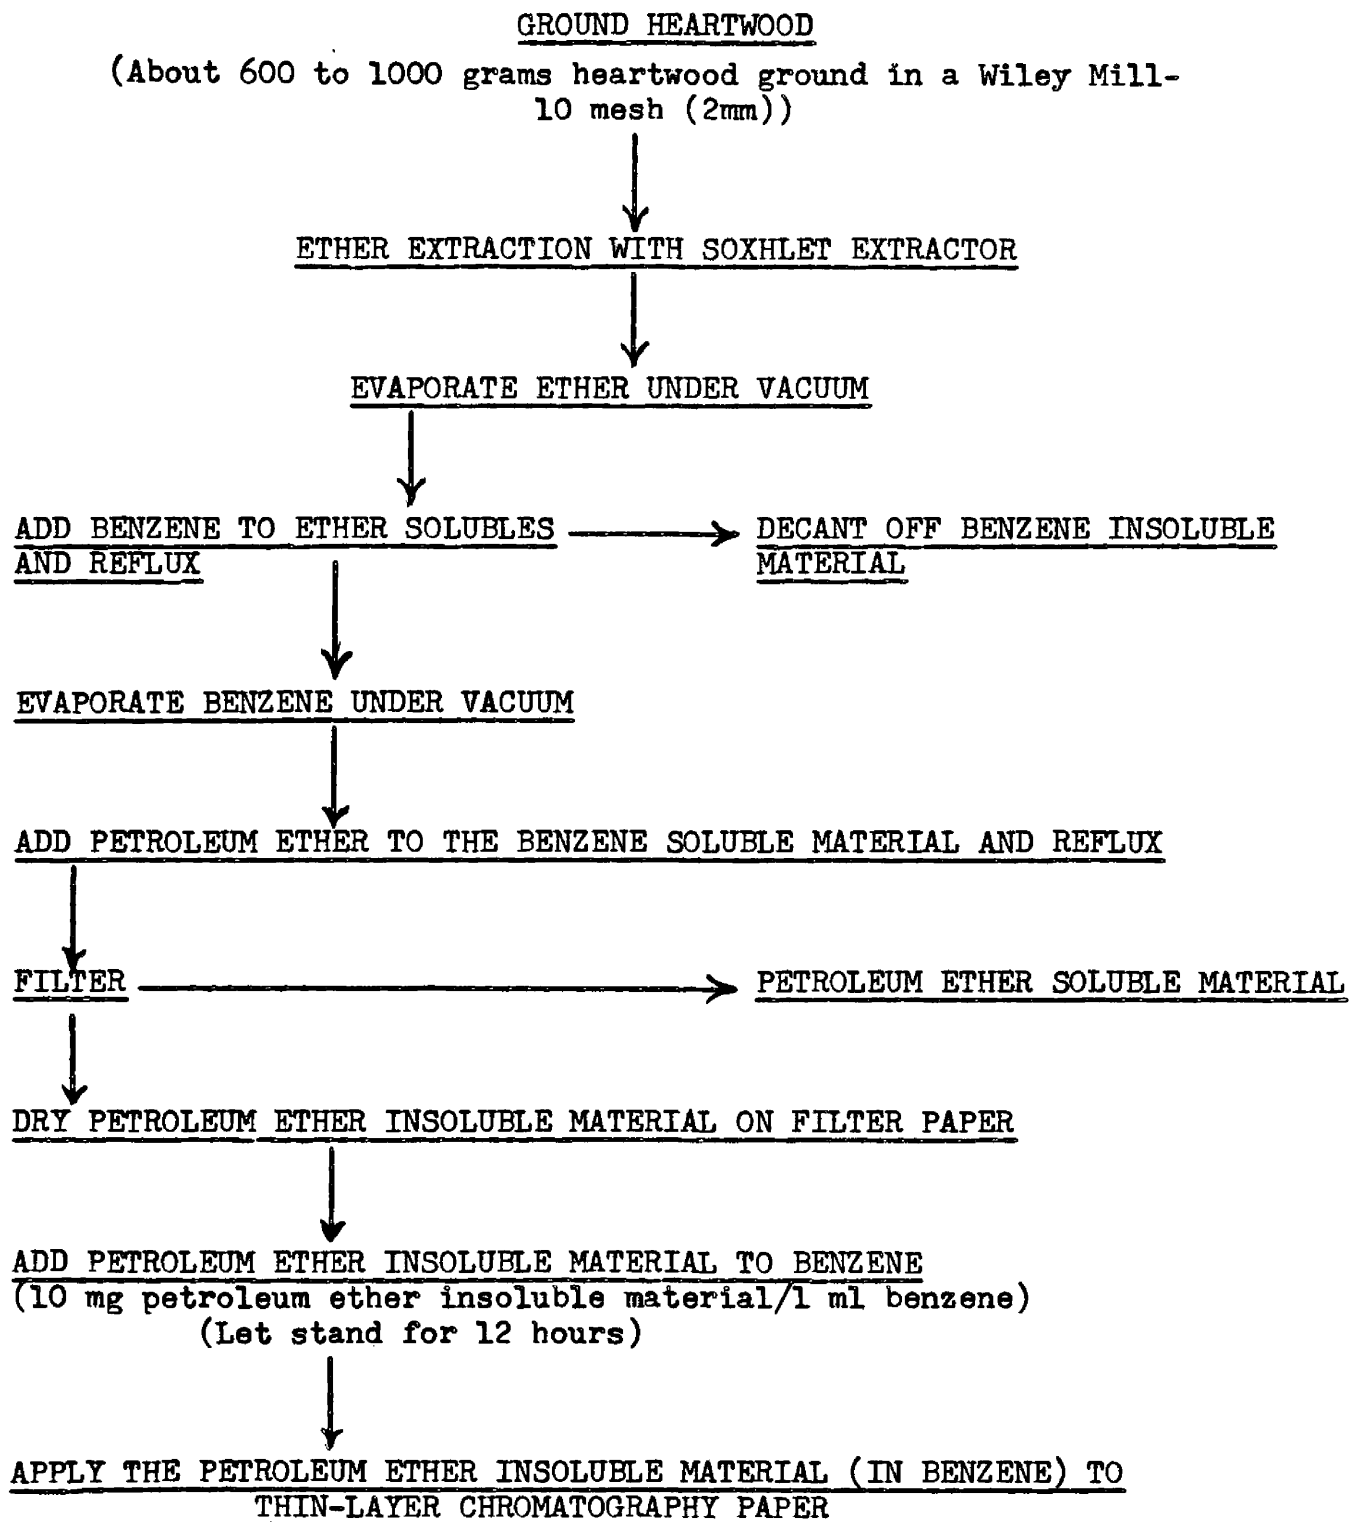 GROUND HEARTWOOD
(About 600 to 1000 grams heartwood ground in a Wiley Mill-
10 mesh (2mm))
ETHER EXTRACTION WITH SOXHLET EXTRACTOR
EVAPORATE ETHER UNDER VACUUM
ADD BENZENE TO ETHER SOLUBLES
AND REFLUX
DECANT OFF BENZENE INSOLUBLE
MATERIAL
EVAPORATE BENZENE UNDER VACUUM
ADD PETROLEUM ETHER TO THE BENZENE SOLUBLE MATERIAL AND REFLUX
FILTER
PETROLEUM ETHER SOLUBLE MATERIAL
DRY PETROLEUM ETHER INSOLUBLE MATERIAL ON FILTER PAPER
ADD PETROLEUM ETHER INSOLUBLE MATERIAL TO BENZENE
(10 mg petroleum ether insoluble material/1 ml benzene)
(Let stand for 12 hours)
APPLY THE PETROLEUM ETHER INSOLUBLE MATERIAL (IN BENZENE) TO
THIN-LAYER CHROMATOGRAPHY PAPER